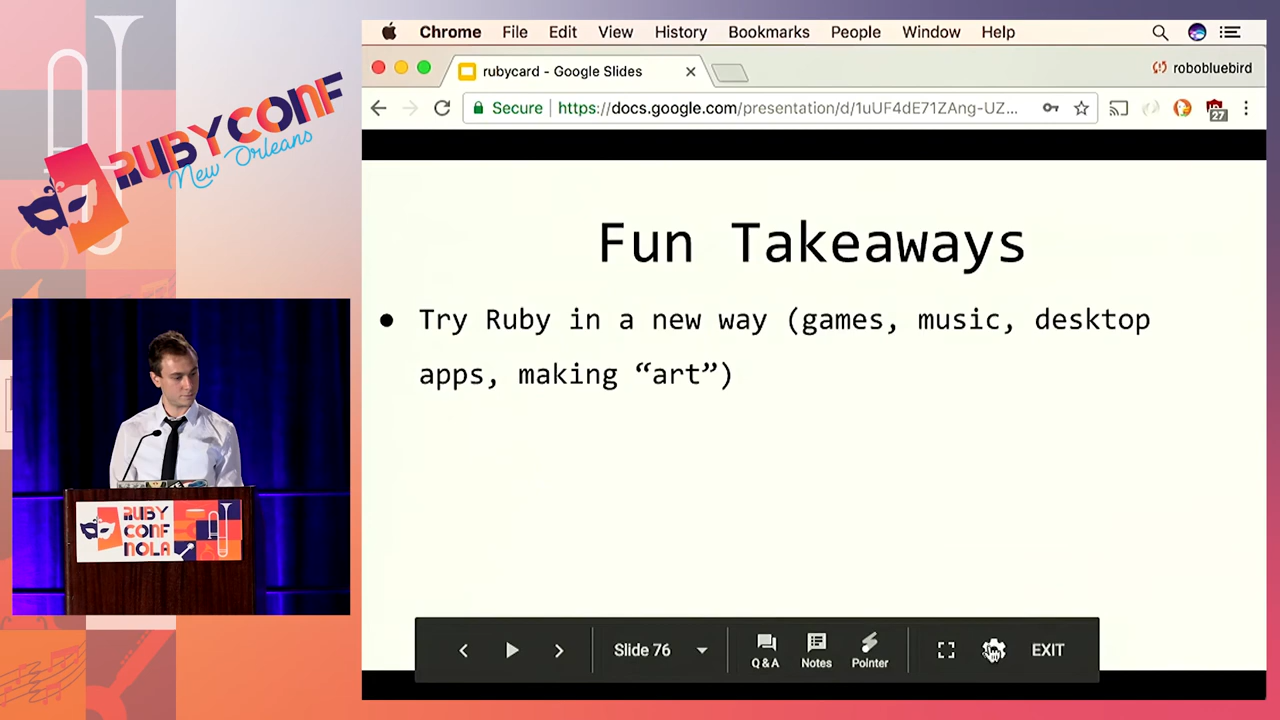 RUBYCONF
New Orleans
RUBY
CONF
NOLA
Chrome File Edit View History Bookmarks People Window Help
rubycard - Google Slides
robobluebird
Secure https://docs.google.com/presentation/d/1uUF4dE71ZAng-UZ...
27
Fun Takeaways
● Try Ruby in a new way (games, music, desktop
apps, making “art”)
Slide 76
Q & A Notes Pointer
EXIT